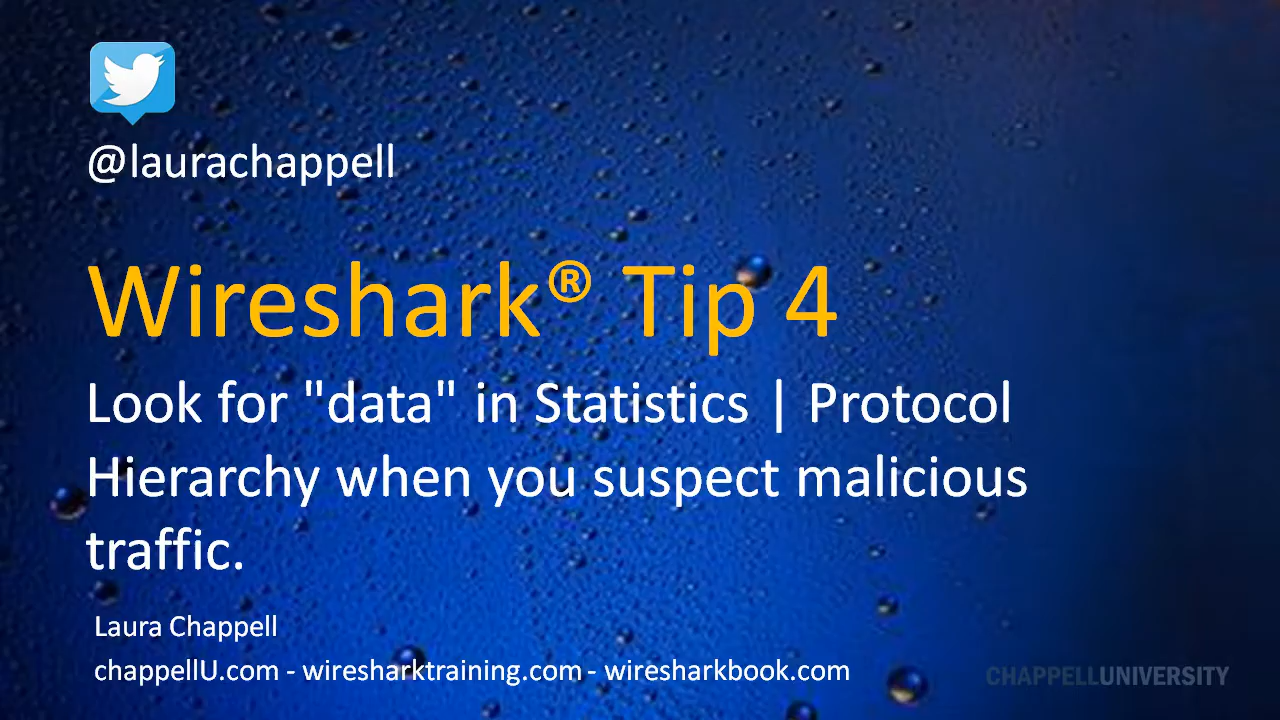 @laurachappell
Wireshark® Tip 4
Look for "data" in Statistics | Protocol
Hierarchy when you suspect malicious
traffic.
Laura Chappell
chappellU.com - wiresharktraining.com - wiresharkbook.com
CHAPPELLUNIVERSITY